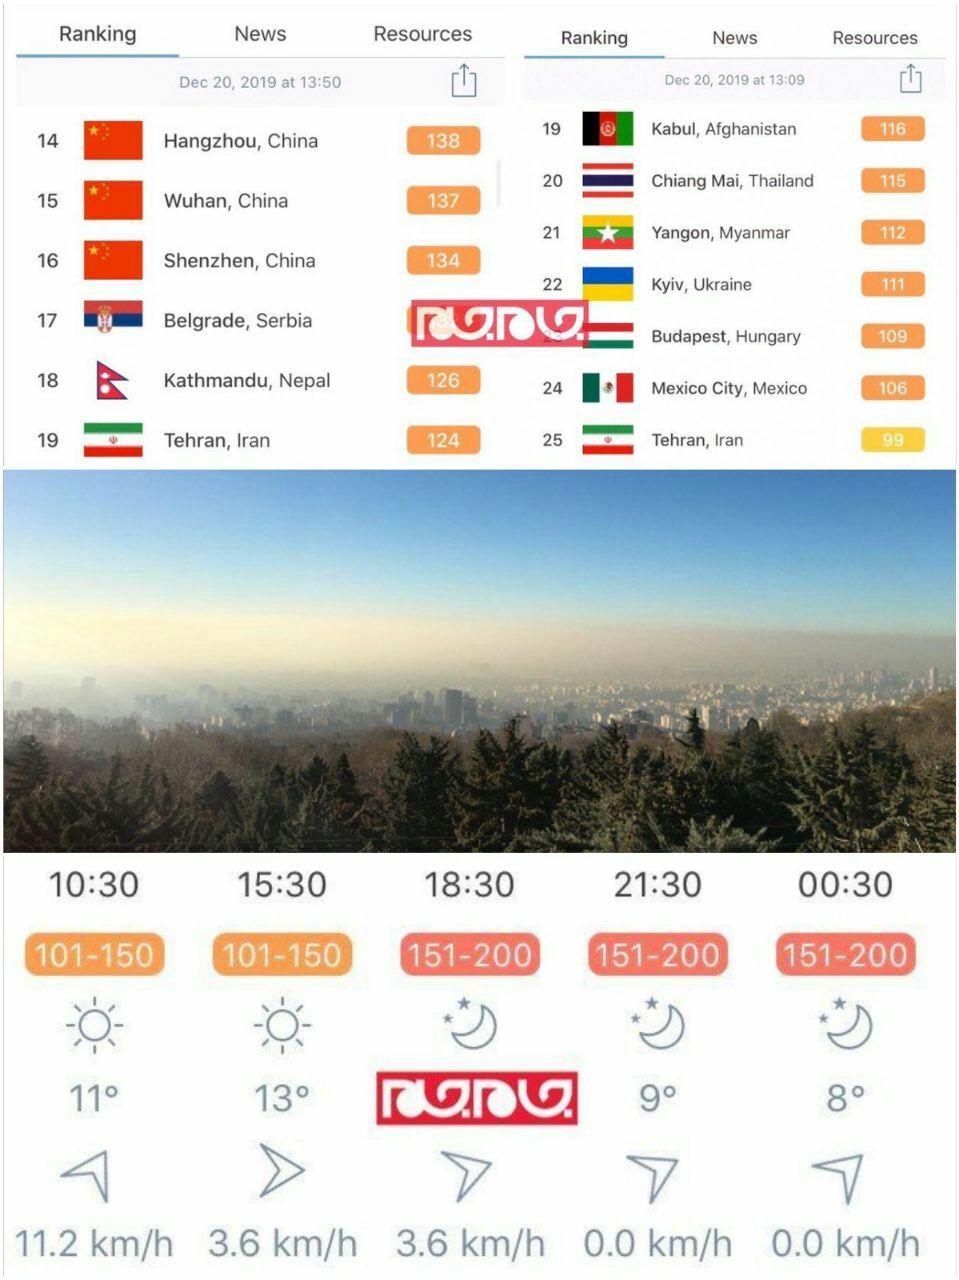 Ranking News Resources
Dec 20, 2019 at 13:50
14 Hangzhou, China 138
15 Wuhan, China 137
16 Shenzhen, China 134
17 Belgrade, Serbia
18 Kathmandu, Nepal 126
19 Tehran, Iran 124
Ranking News Resources
Dec 20, 2019 at 13:09
19 Kabul, Afghanistan 116
20 Chiang Mai, Thailand 115
21 Yangon, Myanmar 112
22 Kyiv, Ukraine 111
23 Budapest, Hungary 109
24 Mexico City, Mexico 106
25 Tehran, Iran 99
10:30 15:30 18:30 21:30 00:30
101-150 101-150 151-200 151-200 151-200
11° 13° 9° 8°
11.2 km/h 3.6 km/h 3.6 km/h 0.0 km/h 0.0 km/h